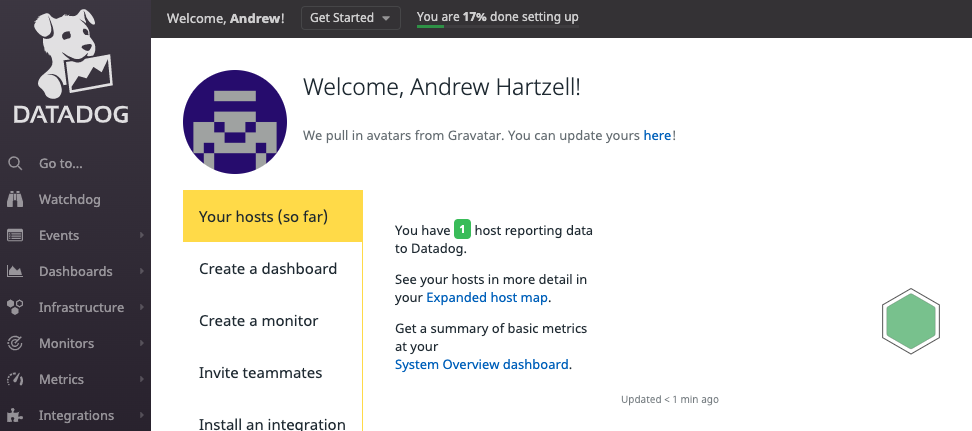 DATADOG
Go to...
Watchdog
Events
Dashboards
Infrastructure
Monitors
Metrics
Integrations
Welcome, Andrew!
Get Started
You are 17% done setting up
Welcome, Andrew Hartzell!
We pull in avatars from Gravatar. You can update yours here!
Your hosts (so far)
Create a dashboard
Create a monitor
Invite teammates
Install an integration
You have 1 host reporting data
to Datadog.
See your hosts in more detail in
your Expanded host map.
Get a summary of basic metrics
at your
System Overview dashboard.
Updated < 1 min ago